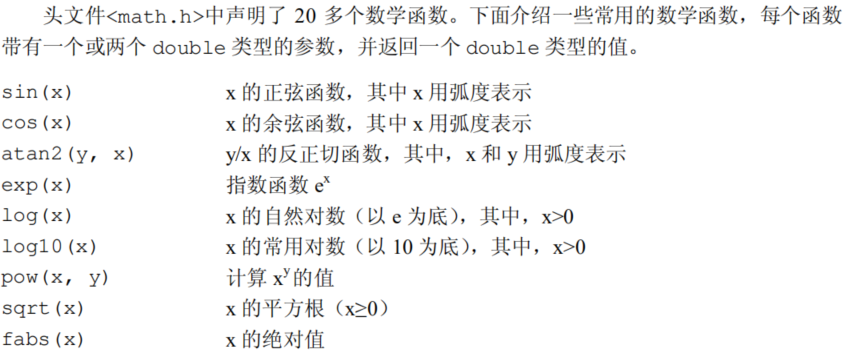 头文件<math.h>中声明了 20 多个数学函数。下面介绍一些常用的数学函数，每个函数
带有一个或两个 double 类型的参数，并返回一个 double 类型的值。
sin(x) x 的正弦函数，其中 x 用弧度表示
cos(x) x 的余弦函数，其中 x 用弧度表示
atan2(y, x) y/x 的反正切函数，其中，x 和 y 用弧度表示
exp(x) 指数函数 eˣ
log(x) x 的自然对数（以 e 为底），其中，x>0
log10(x) x 的常用对数（以 10 为底），其中，x>0
pow(x, y) 计算 xʸ 的值
sqrt(x) x 的平方根（x≥0）
fabs(x) x 的绝对值